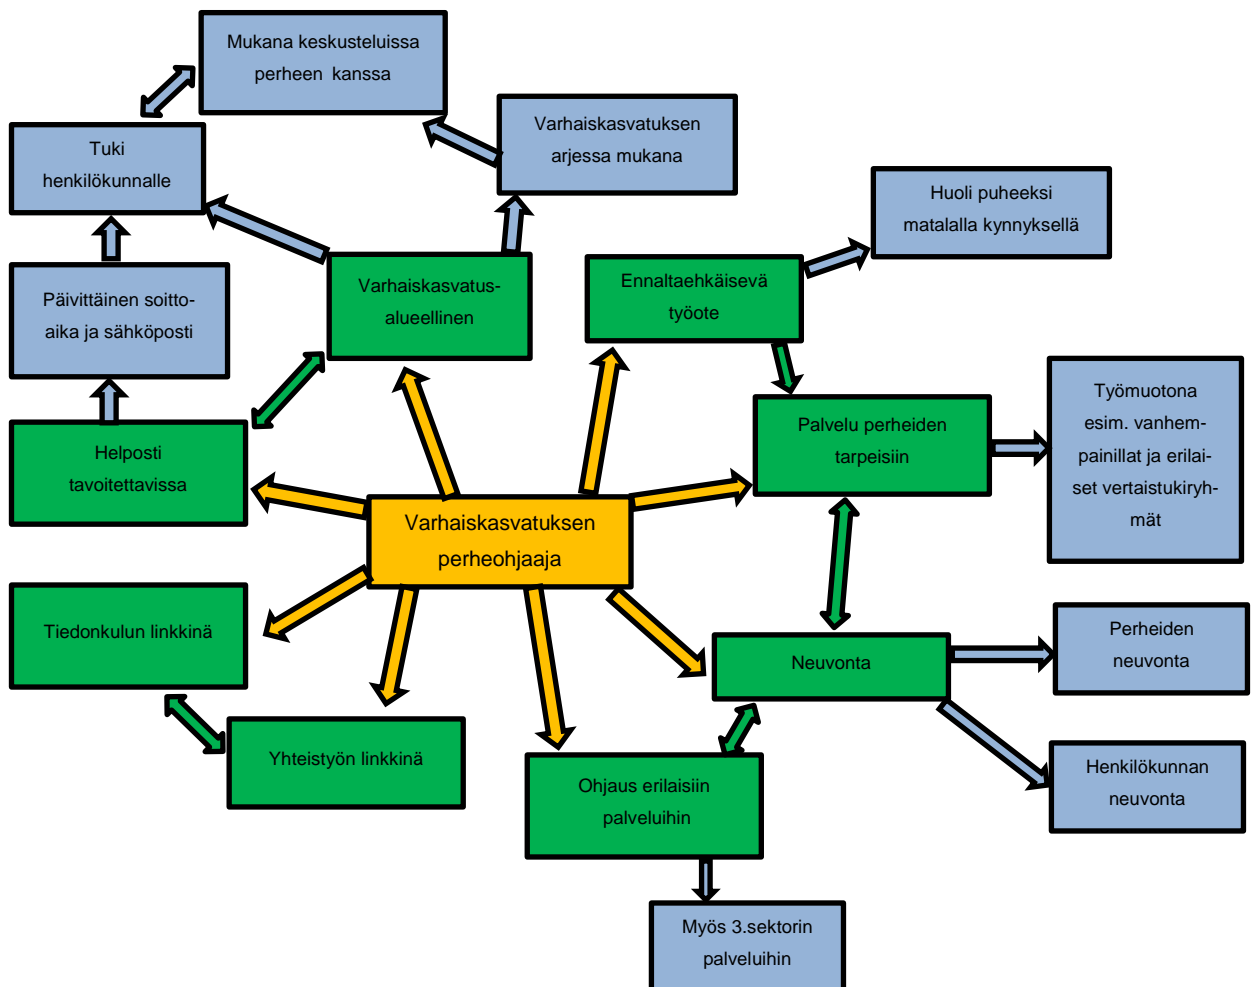 Mukana keskusteluissa
perheen kanssa
Varhaiskasvatuksen
arjessa mukana
Tuki
henkilökunnalle
Huoli puheeksi
matalalla kynnyksellä
Päivittäinen soitto-
aika ja sähköposti
Varhaiskasvatus-
alueellinen
Ennaltaehkäisevä
työote
Helposti
tavoitettavissa
Palvelu perheiden
tarpeisiin
Työmuotona
esim. vanhem-
painillat ja erilai-
set vertaistukiryh-
mät
Varhaiskasvatuksen
perheohjaaja
Tiedonkulun linkkinä
Neuvonta
Perheiden
neuvonta
Yhteistyön linkkinä
Ohjaus erilaisiin
palveluihin
Henkilökunnan
neuvonta
Myös 3.sektorin
palveluihin